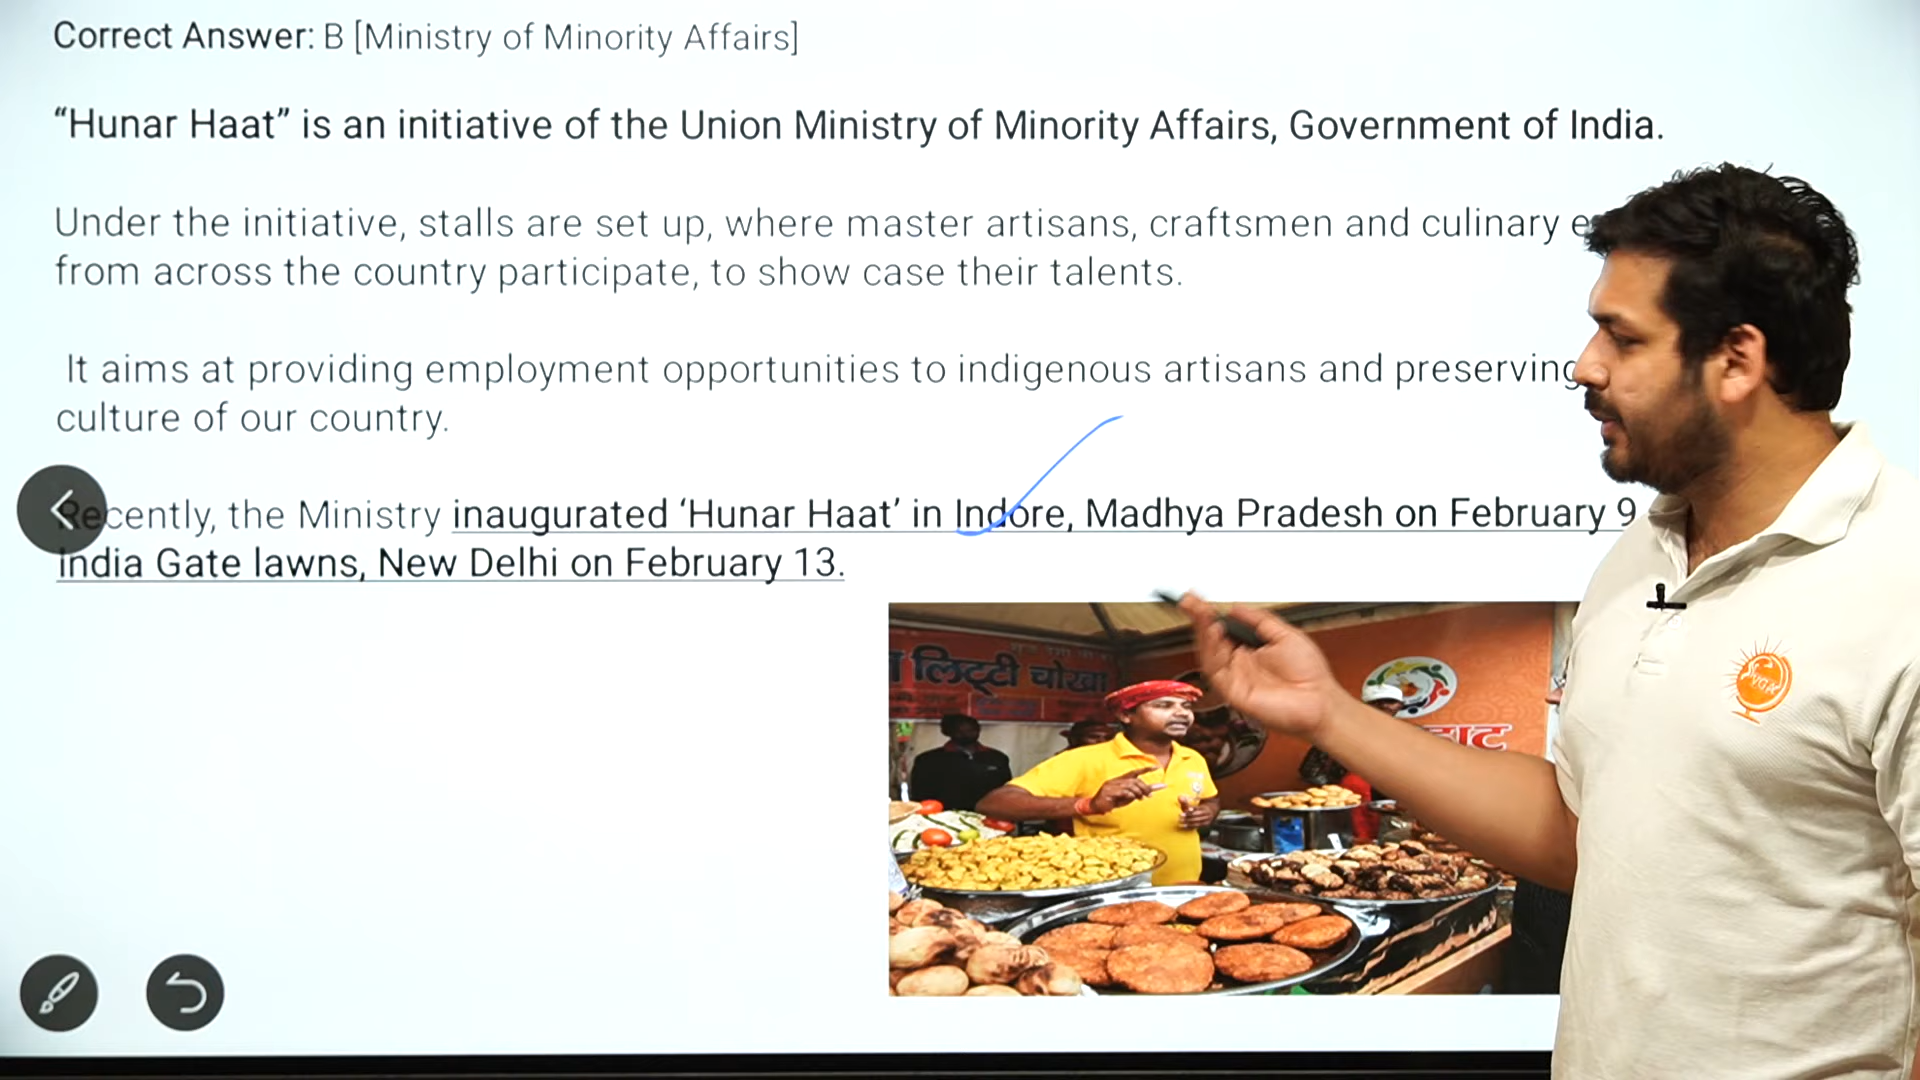 Correct Answer: B [Ministry of Minority Affairs]
“Hunar Haat” is an initiative of the Union Ministry of Minority Affairs, Government of India.
Under the initiative, stalls are set up, where master artisans, craftsmen and culinary
from across the country participate, to show case their talents.
It aims at providing employment opportunities to indigenous artisans and preserving
culture of our country.
Recently, the Ministry inaugurated ‘Hunar Haat’ in Indore, Madhya Pradesh on February 9
India Gate lawns, New Delhi on February 13.
लिट्टी चोखा
VGA